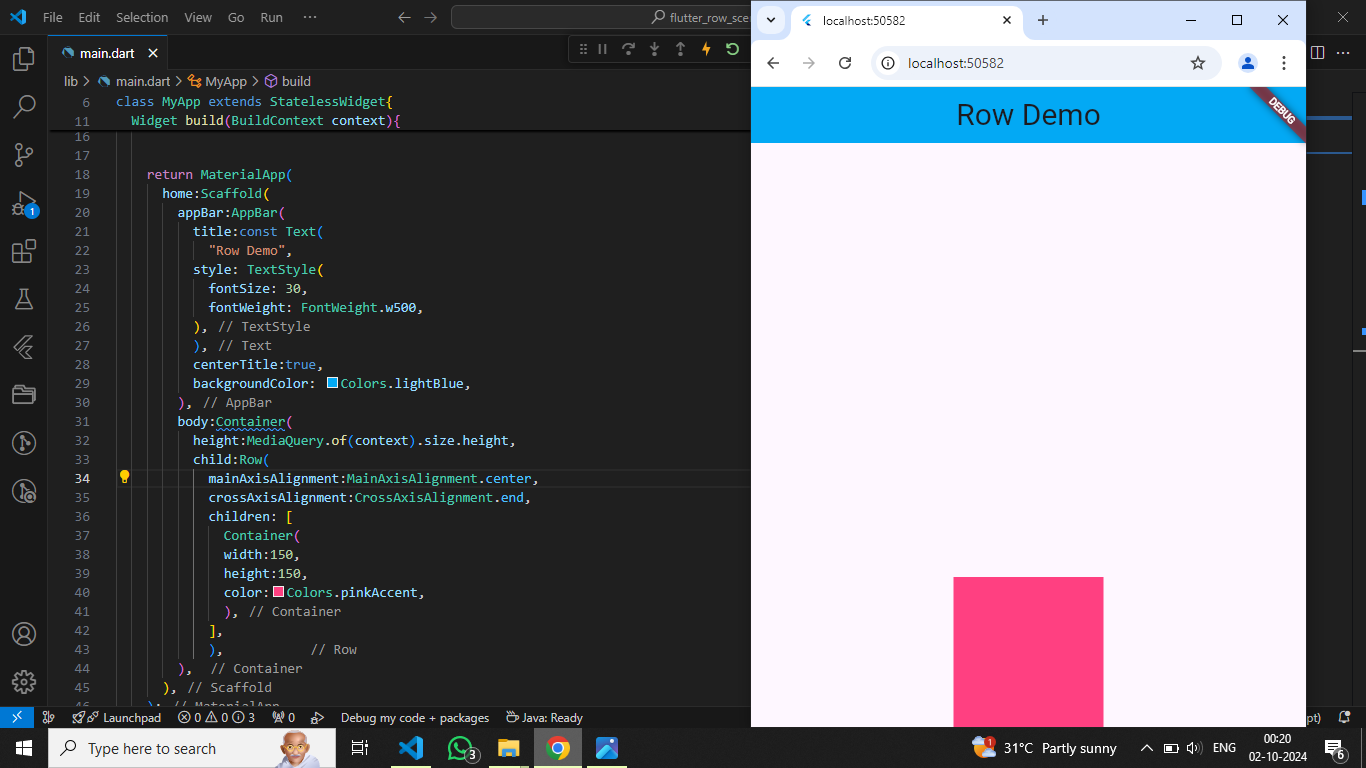 File Edit Selection View Go Run ···
flutter_row_sce
main.dart
lib > main.dart > MyApp > build
6 class MyApp extends StatelessWidget{
11 Widget build(BuildContext context){
16
17
18 return MaterialApp(
19 home:Scaffold(
20 appBar:AppBar(
21 title:const Text(
22 "Row Demo",
23 style: TextStyle(
24 fontSize: 30,
25 fontWeight: FontWeight.w500,
26 ), // TextStyle
27 ), // Text
28 centerTitle:true,
29 backgroundColor: Colors.lightBlue,
30 ), // AppBar
31 body:Container(
32 height:MediaQuery.of(context).size.height,
33 child:Row(
34 mainAxisAlignment:MainAxisAlignment.center,
35 crossAxisAlignment:CrossAxisAlignment.end,
36 children: [
37 Container(
38 width:150,
39 height:150,
40 color:Colors.pinkAccent,
41 ), // Container
42 ],
43 ), // Row
44 ), // Container
45 ), // Scaffold
46 ); // MaterialApp
1
Launchpad 0 0 3 0 Debug my code + packages Java: Ready
localhost:50582
localhost:50582
Row Demo
DEBUG
pt)
Type here to search
3
1
31°C Partly sunny
ENG
00:20
02-10-2024
6